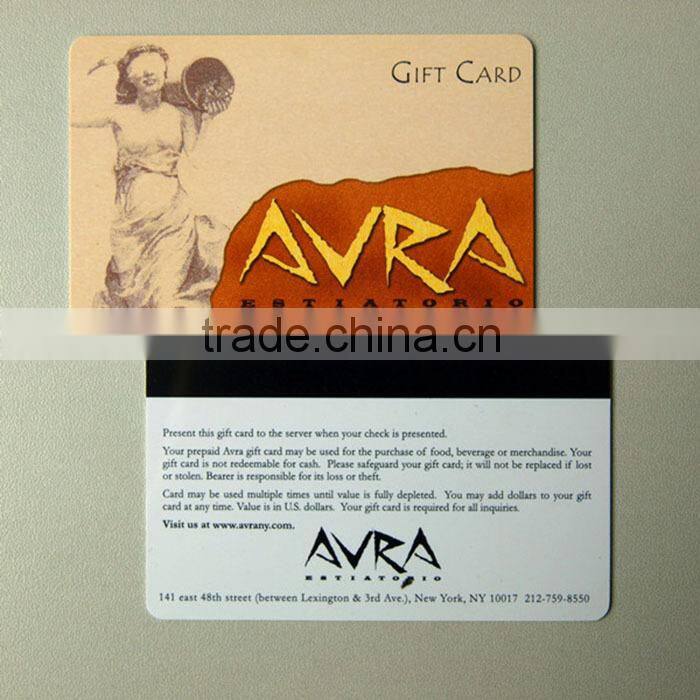 GIFT CARD
AVRA
ESTIATORIO
trade.china.cn
Present this gift card to the server when your check is presented.
Your prepaid Avra gift card may be used for the purchase of food, beverage or merchandise. Your
gift card is not redeemable for cash. Please safeguard your gift card; it will not be replaced if lost
or stolen. Bearer is responsible for its loss or theft.
Card may be used multiple times until value is fully depleted. You may add dollars to your gift
card at any time. Value is in U.S. dollars. Your gift card is required for all inquiries.
Visit us at www.avrany.com.
AVRA
ESTIATORIO
141 east 48th street (between Lexington & 3rd Ave.), New York, NY 10017 212-759-8550